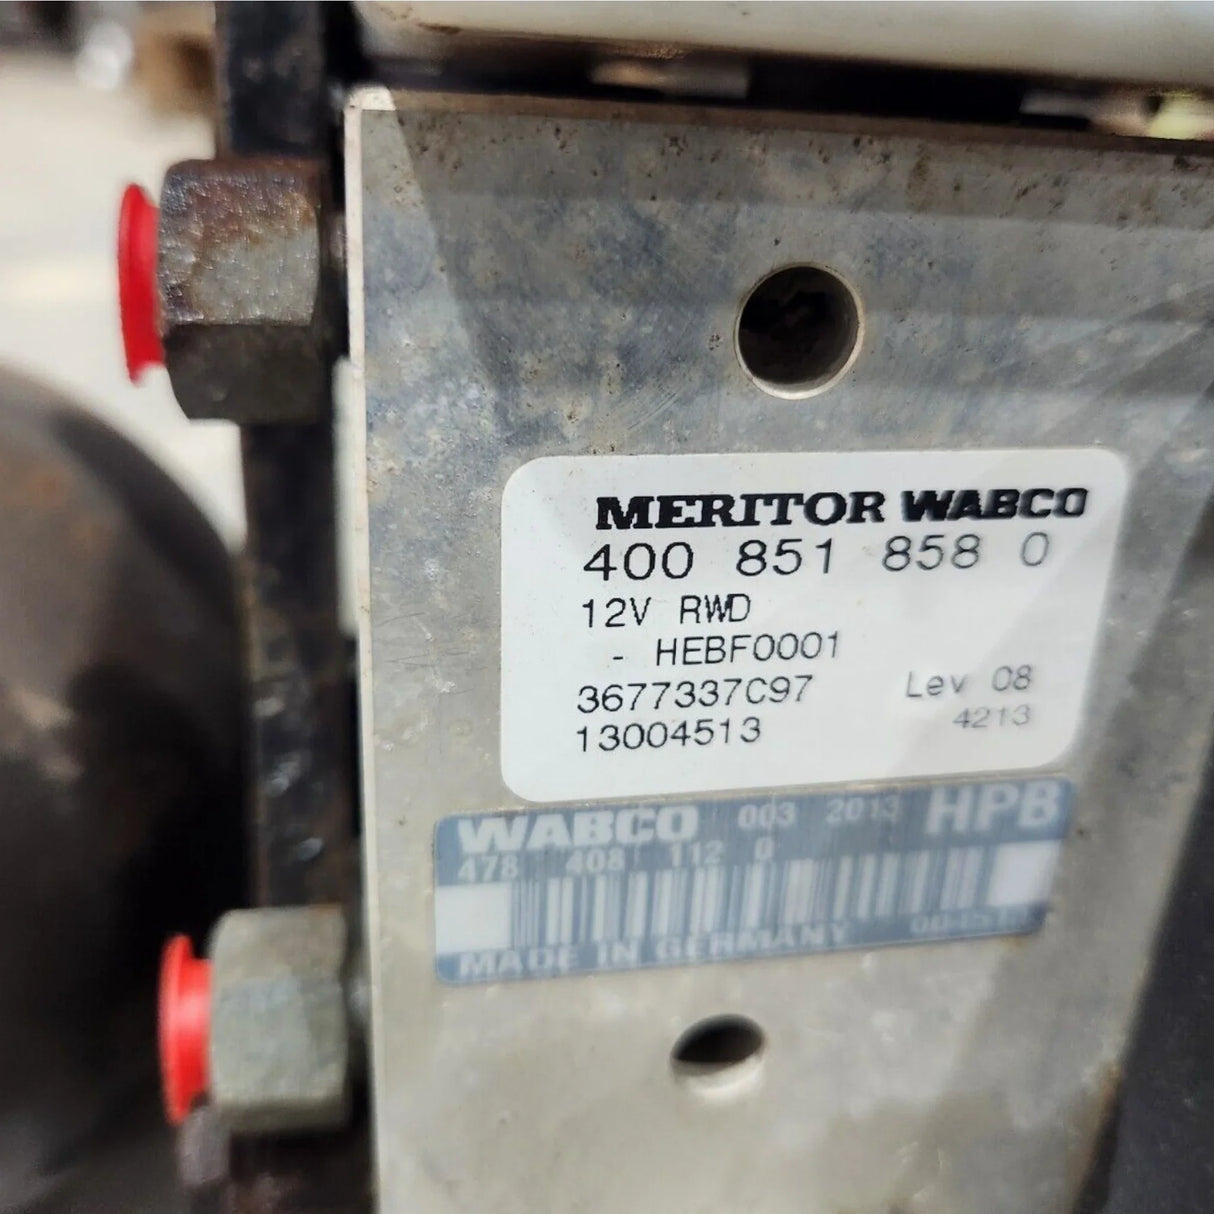 MERITOR WABCO
400 851 858 0
12V RWD
- HEBF0001
3677337C97 Lev 08
13004513 4213
WABCO 003 2013 HPB
478 408 112 0
MADE IN GERMANY